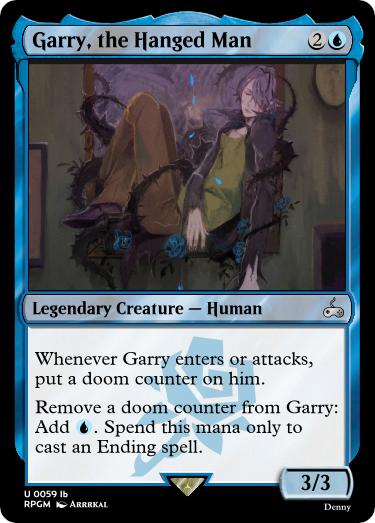 Garry, the Hanged Man 2
Legendary Creature — Human
Whenever Garry enters or attacks,
put a doom counter on him.
Remove a doom counter from Garry:
Add . Spend this mana only to
cast an Ending spell.
3/3
U 0059 Ib
RPGM Arrrkal
Denny